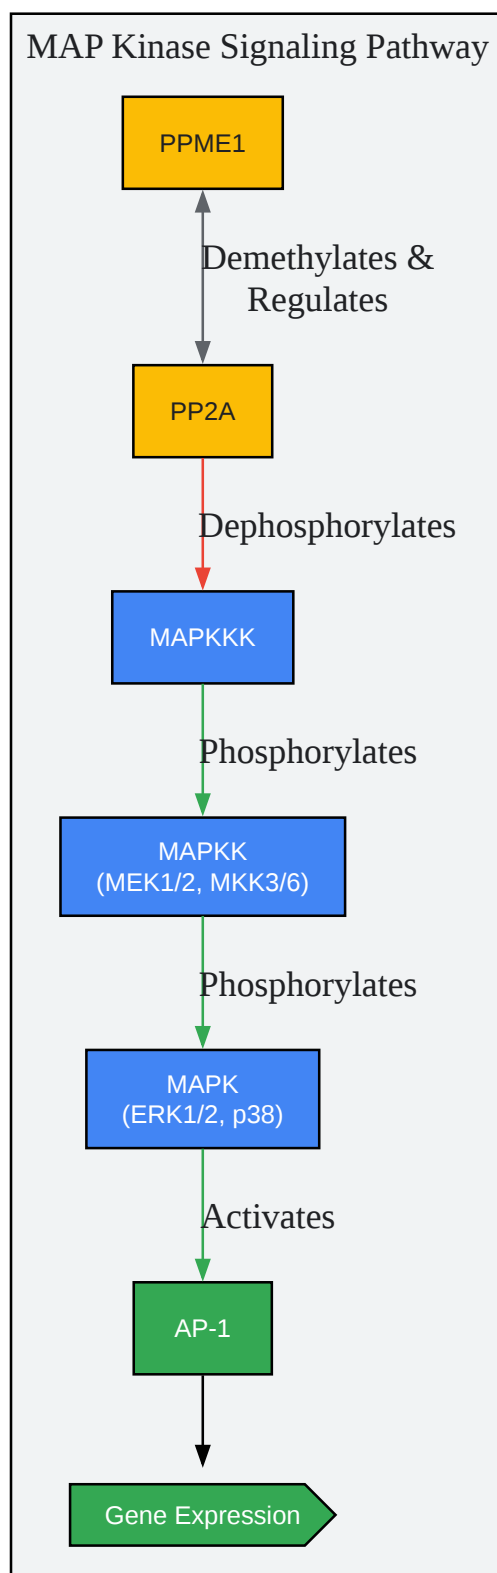 MAP Kinase Signaling Pathway
PPME1
Demethylates &
Regulates
PP2A
Dephosphorylates
MAPKKK
Phosphorylates
MAPKK
(MEK1/2, MKK3/6)
Phosphorylates
MAPK
(ERK1/2, p38)
Activates
AP-1
Gene Expression